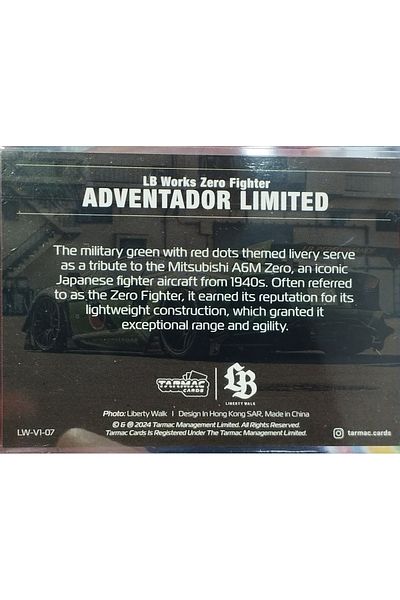 LB Works Zero Fighter
ADVENTADOR LIMITED
The military green with red dots themed livery serve
as a tribute to the Mitsubishi A6M Zero, an iconic
Japanese fighter aircraft from 1940s. Often referred
to as the Zero Fighter, it earned its reputation for its
lightweight construction, which granted it
exceptional range and agility.
TARMAC
CARDS
LB
LIBERTY WALK
Photo: Liberty Walk | Design In Hong Kong SAR, Made in China
© & ® 2024 Tarmac Management Limited. All Rights Reserved.
Tarmac Cards Is Registered Under The Tarmac Management Limited.
LW-V1-07
tarmac.cards